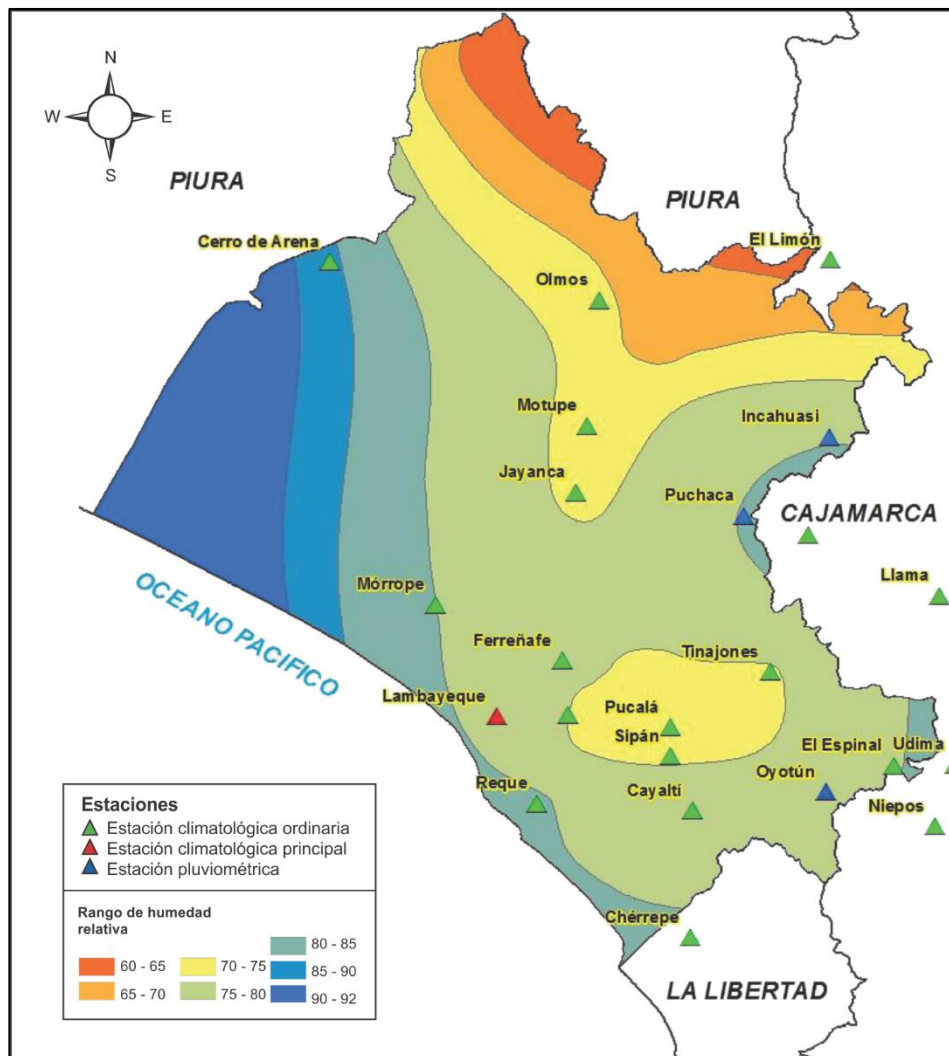 N
W E
S
PIURA
PIURA
El Limón
Cerro de Arena
Olmos
Motupe
Incahuasi
Jayanca
Puchaca
CAJAMARCA
Llama
OCEANO PACIFICO
Mórrope
Ferreñafe
Tinajones
Lambayeque
Pucalá
Sipán
El Espinal
Udima
Reque
Cayaltí
Oyotún
Niepos
Chérrepe
LA LIBERTAD
Estaciones
Estación climatológica ordinaria
Estación climatológica principal
Estación pluviométrica
Rango de humedad
relativa
60 - 65
65 - 70
70 - 75
75 - 80
80 - 85
85 - 90
90 - 92